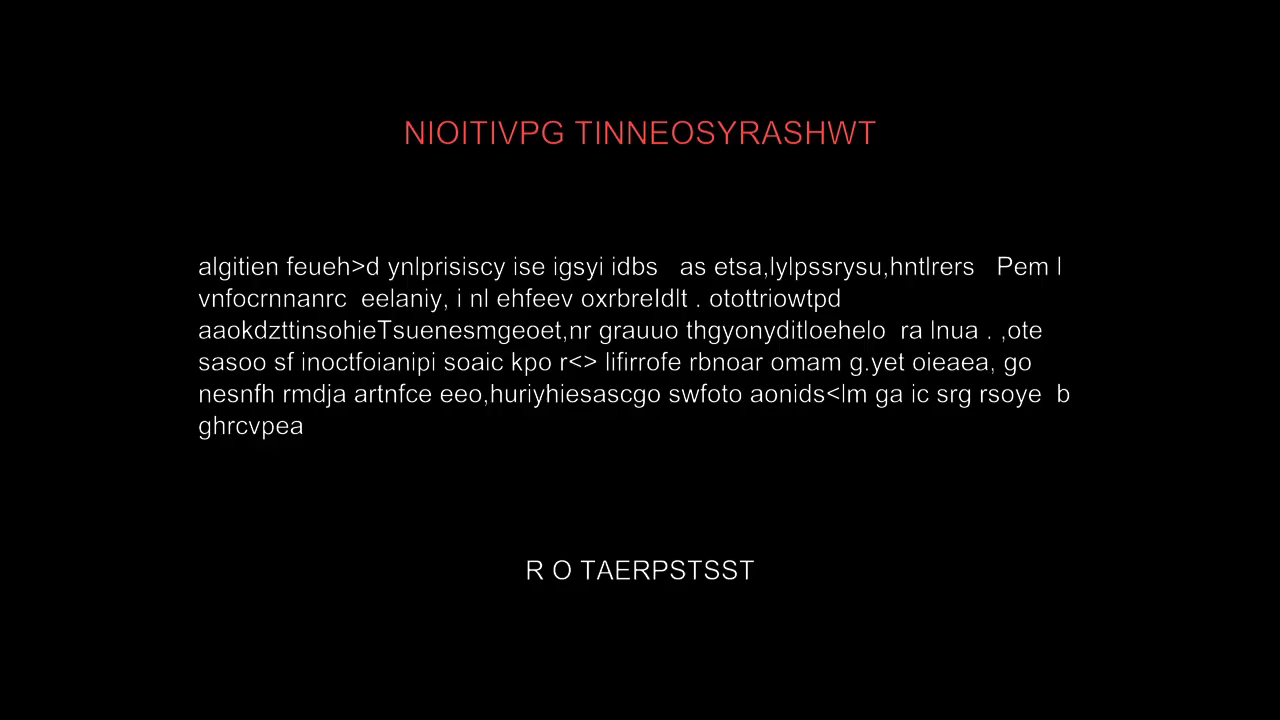 NIOITIVPG TINNEOSYRASHWT
algitien feueh>d ynlprisiscy ise igsyi idbs   as etsa,lylpssrysu,hntlrers   Pem l
vnfocrnnanrc  eelaniy, i nl ehfeev oxrbreIdlt . otottriowtpd
aaokdzttinsohieTsuenesmgeoet,nr grauuo thgyonyditloehelo  ra lnua . ,ote
sasoo sf inoctfoianipi soaic kpo r<> lifirrofe rbnoar omam g.yet oieaea, go
nesnfh rmdja artnfce eeo,huriyhiesascgo swfoto aonids<lm ga ic srg rsoye  b
ghrcvpea
R O TAERPSTSST